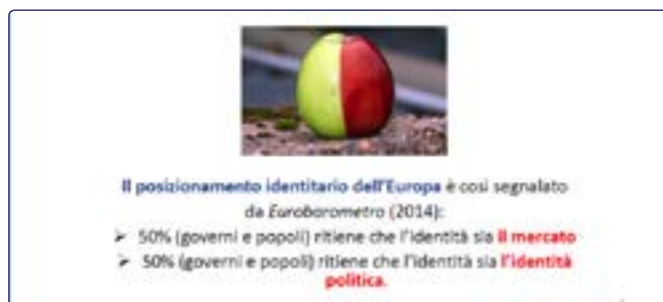 Il posizionamento identitario dell'Europa è così segnalato
da Eurobarometro (2014):
➢ 50% (governi e popoli) ritiene che l'identità sia il mercato
➢ 50% (governi e popoli) ritiene che l'identità sia l'identità
politica.